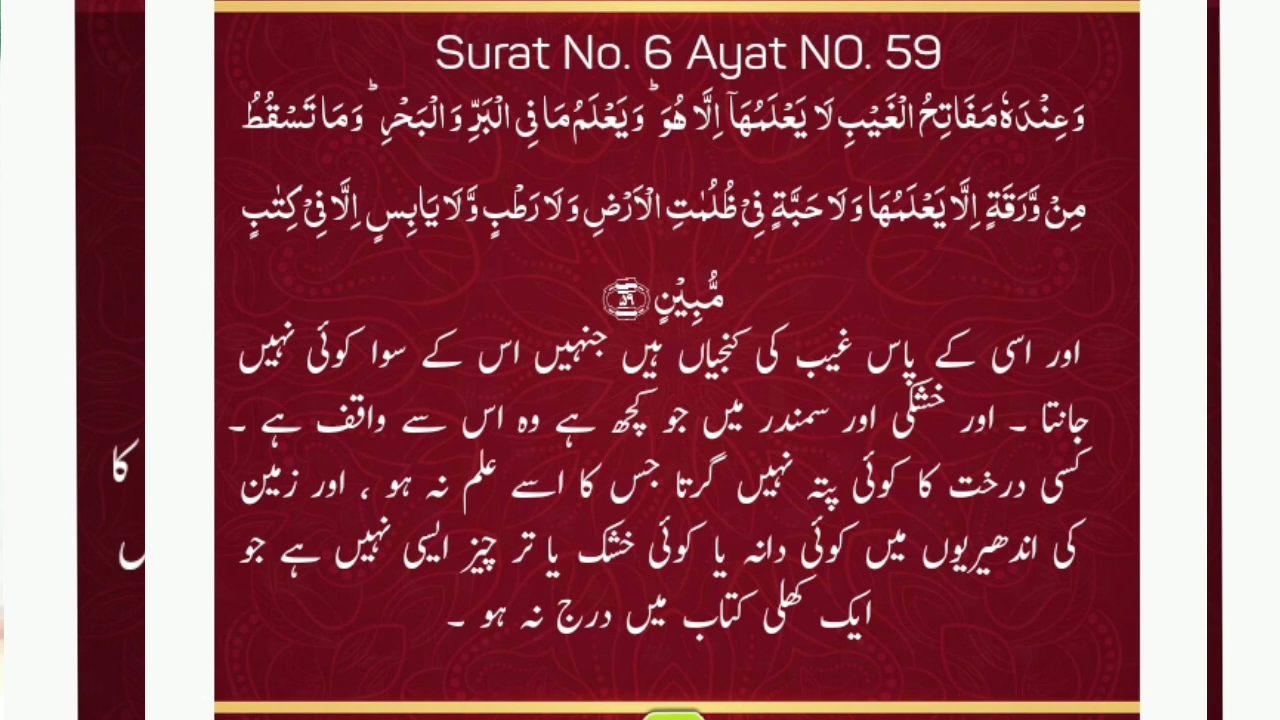 Surat No. 6 Ayat NO. 59
وَعِنْدَهٗ مَفَاتِحُ الْغَيْبِ لَا يَعْلَمُهَاۤ اِلَّا هُوَ ؕ وَيَعْلَمُ مَا فِى الْبَرِّ وَالْبَحْرِ ؕ وَمَا تَسْقُطُ
مِنْ وَّرَقَةٍ اِلَّا يَعْلَمُهَا وَلَا حَبَّةٍ فِىْ ظُلُمٰتِ الْاَرْضِ وَلَا رَطْبٍ وَّلَا يَابِسٍ اِلَّا فِىْ كِتٰبٍ
مُّبِيْنٍ ۵۹
اور اسی کے پاس غیب کی کنجیاں ہیں جنہیں اس کے سوا کوئی نہیں
جانتا ۔ اور خشکی اور سمندر میں جو کچھ ہے وہ اس سے واقف ہے ۔
کسی درخت کا کوئی پتہ نہیں گرتا جس کا اسے علم نہ ہو ، اور زمین
کی اندھیریوں میں کوئی دانہ یا کوئی خشک یا تر چیز ایسی نہیں ہے جو
ایک کھلی کتاب میں درج نہ ہو ۔
کا